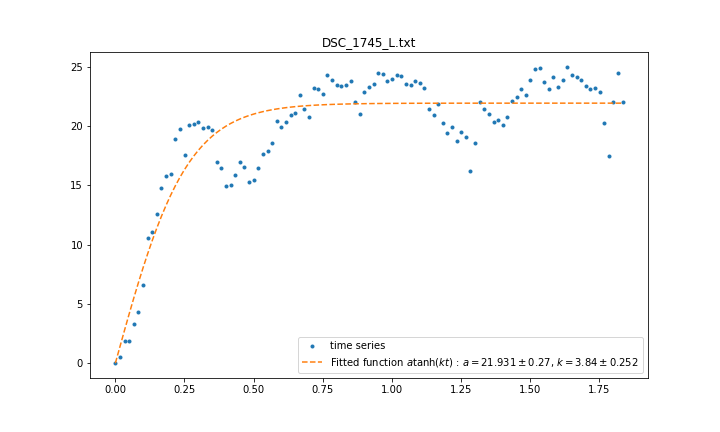 DSC_1745_L.txt
25
20
15
10
5
0
time series
Fitted function atanh(kt) : a = 21.931 ± 0.27, k = 3.84 ± 0.252
0.00 0.25 0.50 0.75 1.00 1.25 1.50 1.75